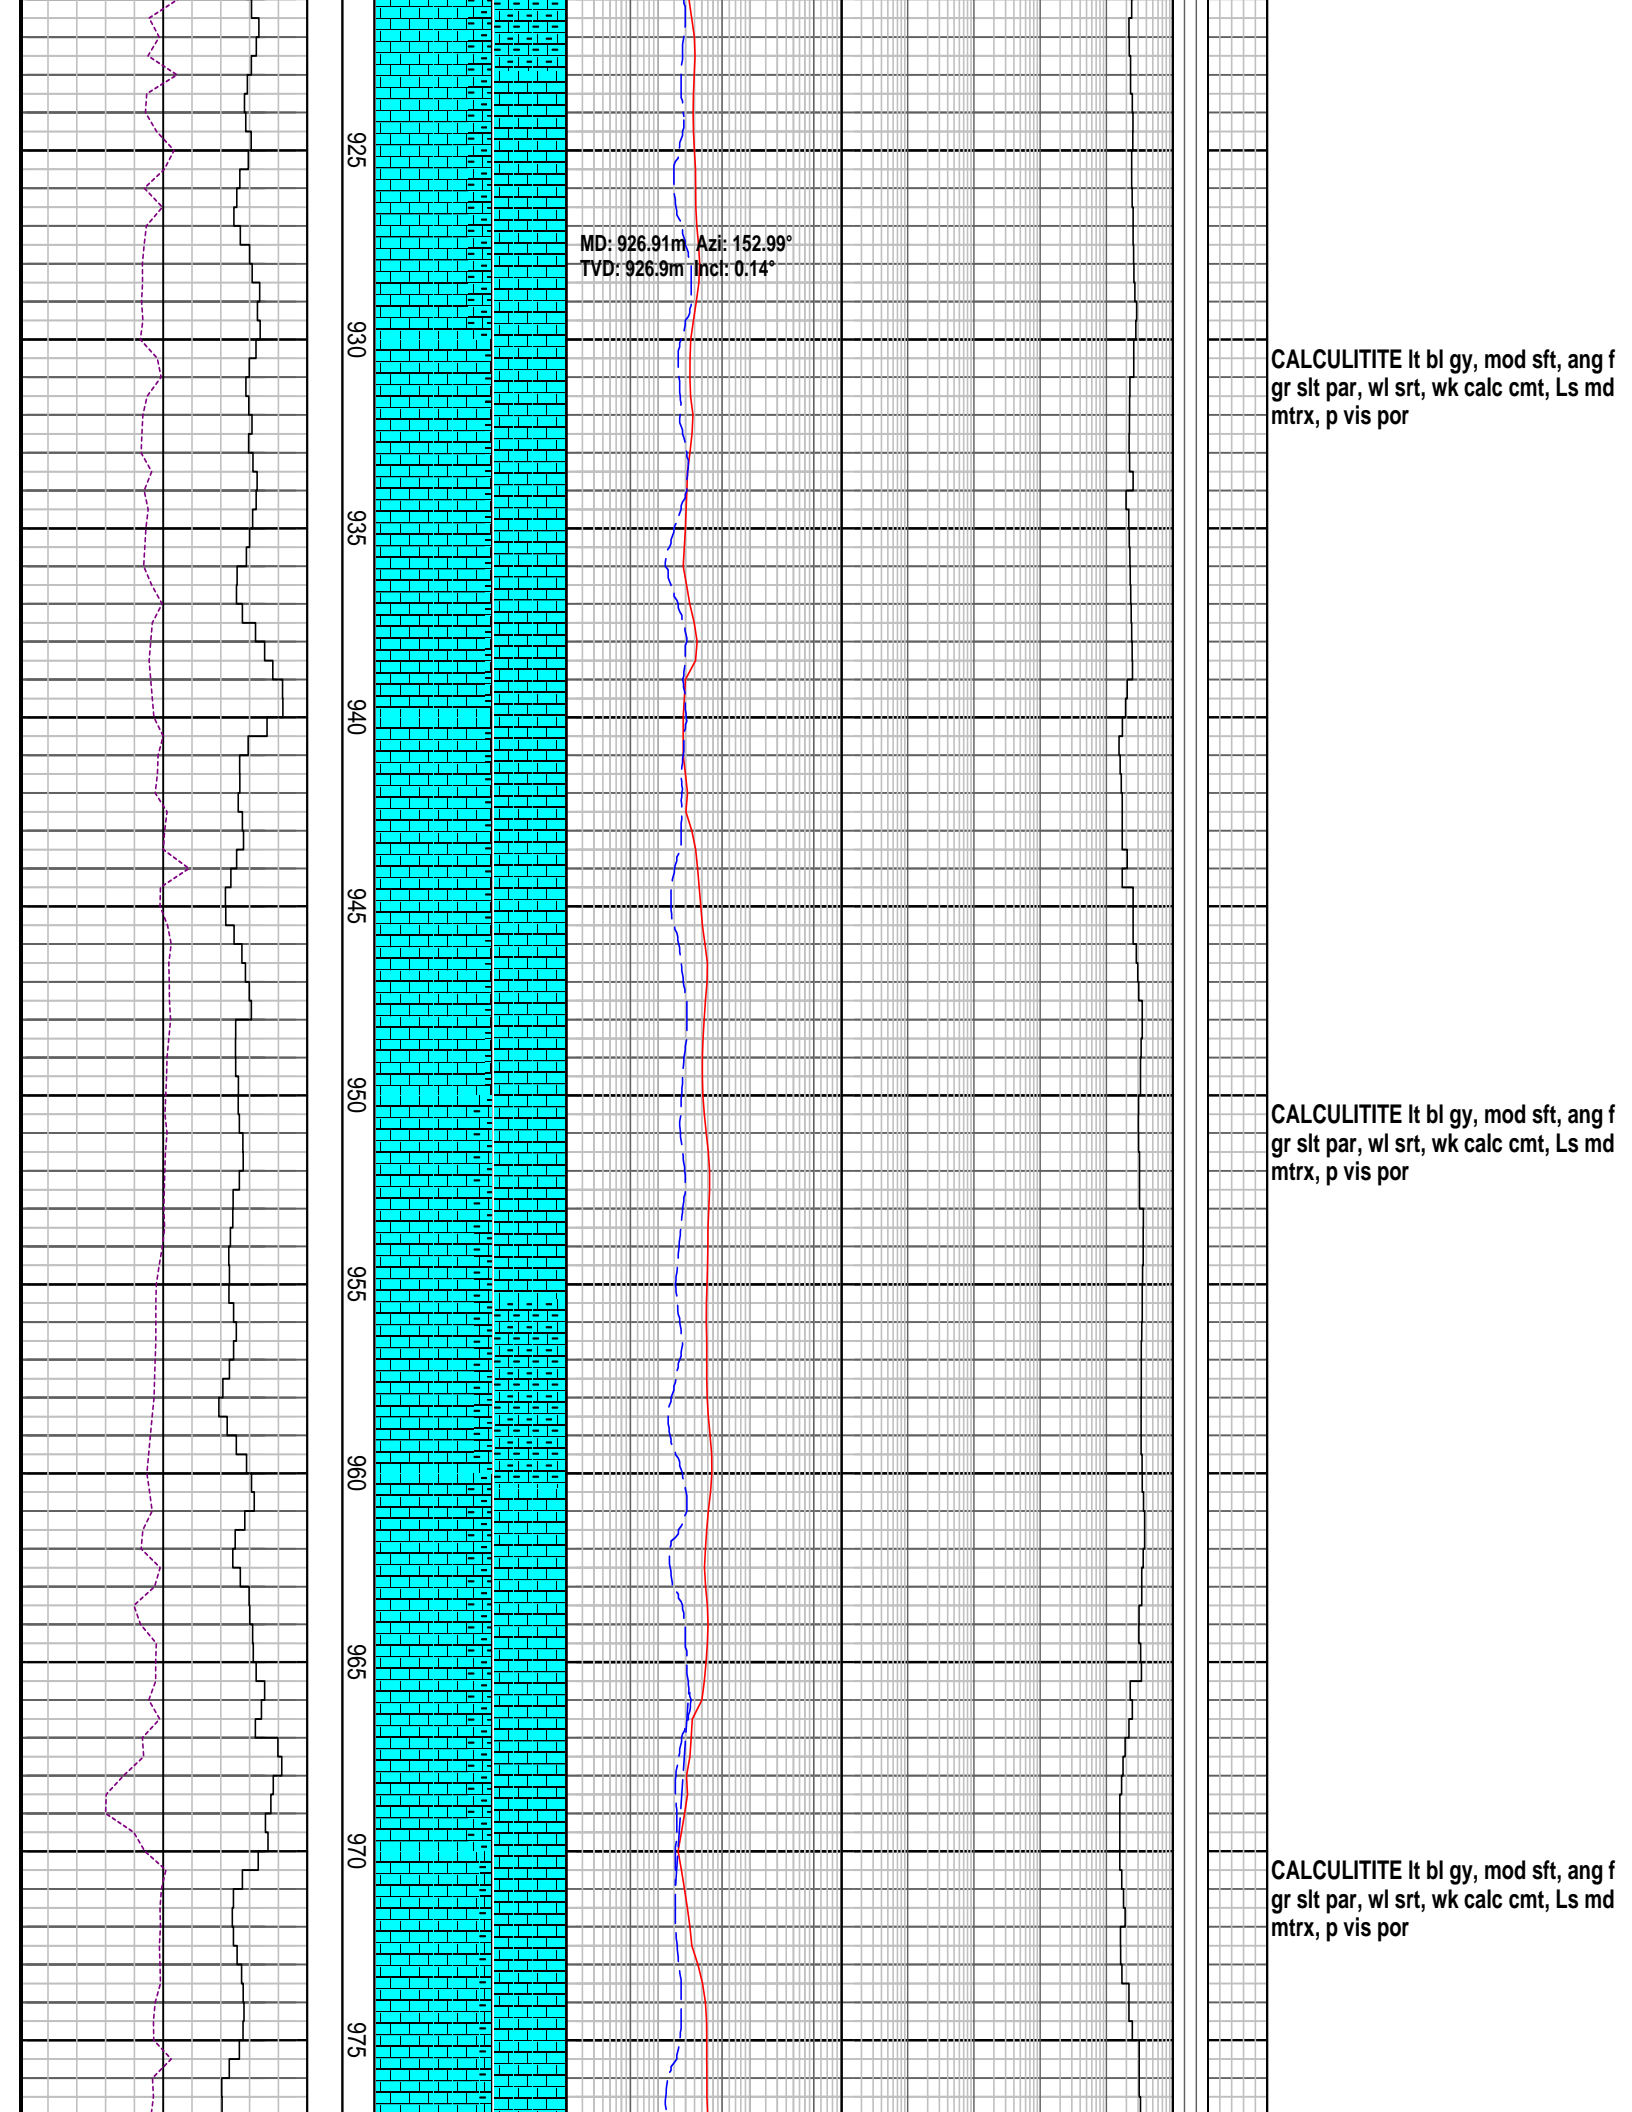 925
MD: 926.91m Azi: 152.99°
TVD: 926.9m Incl: 0.14°
930
CALCULITITE lt bl gy, mod sft, ang f
gr slt par, wl srt, wk calc cmt, Ls md
mtrx, p vis por
935
940
945
950
CALCULITITE lt bl gy, mod sft, ang f
gr slt par, wl srt, wk calc cmt, Ls md
mtrx, p vis por
955
960
965
970
CALCULITITE lt bl gy, mod sft, ang f
gr slt par, wl srt, wk calc cmt, Ls md
mtrx, p vis por
975